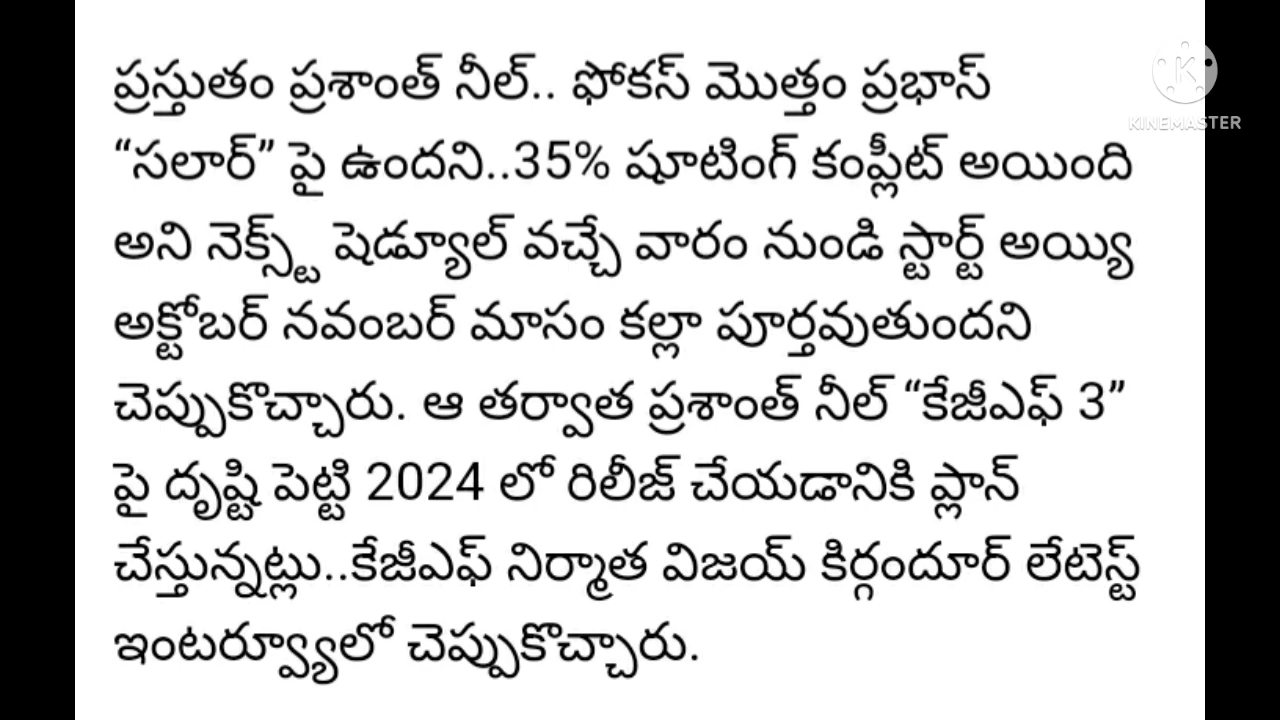 ప్రస్తుతం ప్రశాంత్ నీల్.. ఫోకస్ మొత్తం ప్రభాస్
“సలార్” పై ఉందని..35% షూటింగ్ కంప్లీట్ అయింది
అని నెక్స్ట్ షెడ్యూల్ వచ్చే వారం నుండి స్టార్ట్ అయ్యి
అక్టోబర్ నవంబర్ మాసం కల్లా పూర్తవుతుందని
చెప్పుకొచ్చారు. ఆ తర్వాత ప్రశాంత్ నీల్ “కేజీఎఫ్ 3”
పై దృష్టి పెట్టి 2024 లో రిలీజ్ చేయడానికి ప్లాన్
చేస్తున్నట్లు..కేజీఎఫ్ నిర్మాత విజయ్ కిర్గందూర్ లేటెస్ట్
ఇంటర్వ్యూలో చెప్పుకొచ్చారు.
K
KINEMASTER